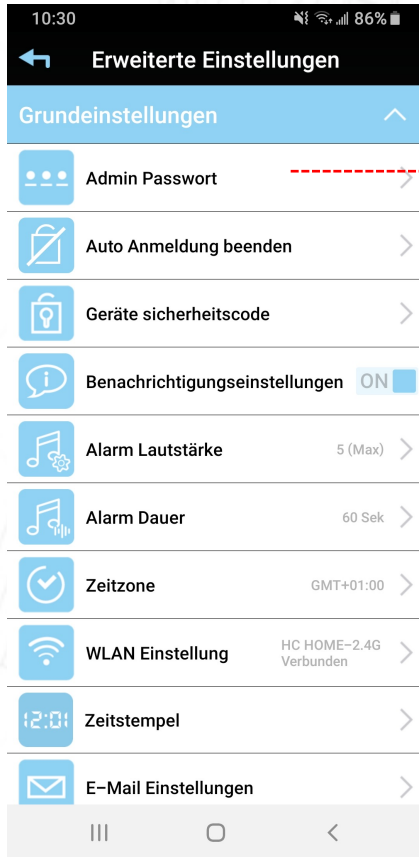 10:30
86%
Erweiterte Einstellungen
Grundeinstellungen
Admin Passwort
Auto Anmeldung beenden
Geräte sicherheitscode
Benachrichtigungseinstellungen ON
Alarm Lautstärke 5 (Max)
Alarm Dauer 60 Sek
Zeitzone GMT+01:00
WLAN Einstellung HC HOME-2.4G
Verbunden
12:01 Zeitstempel
E-Mail Einstellungen